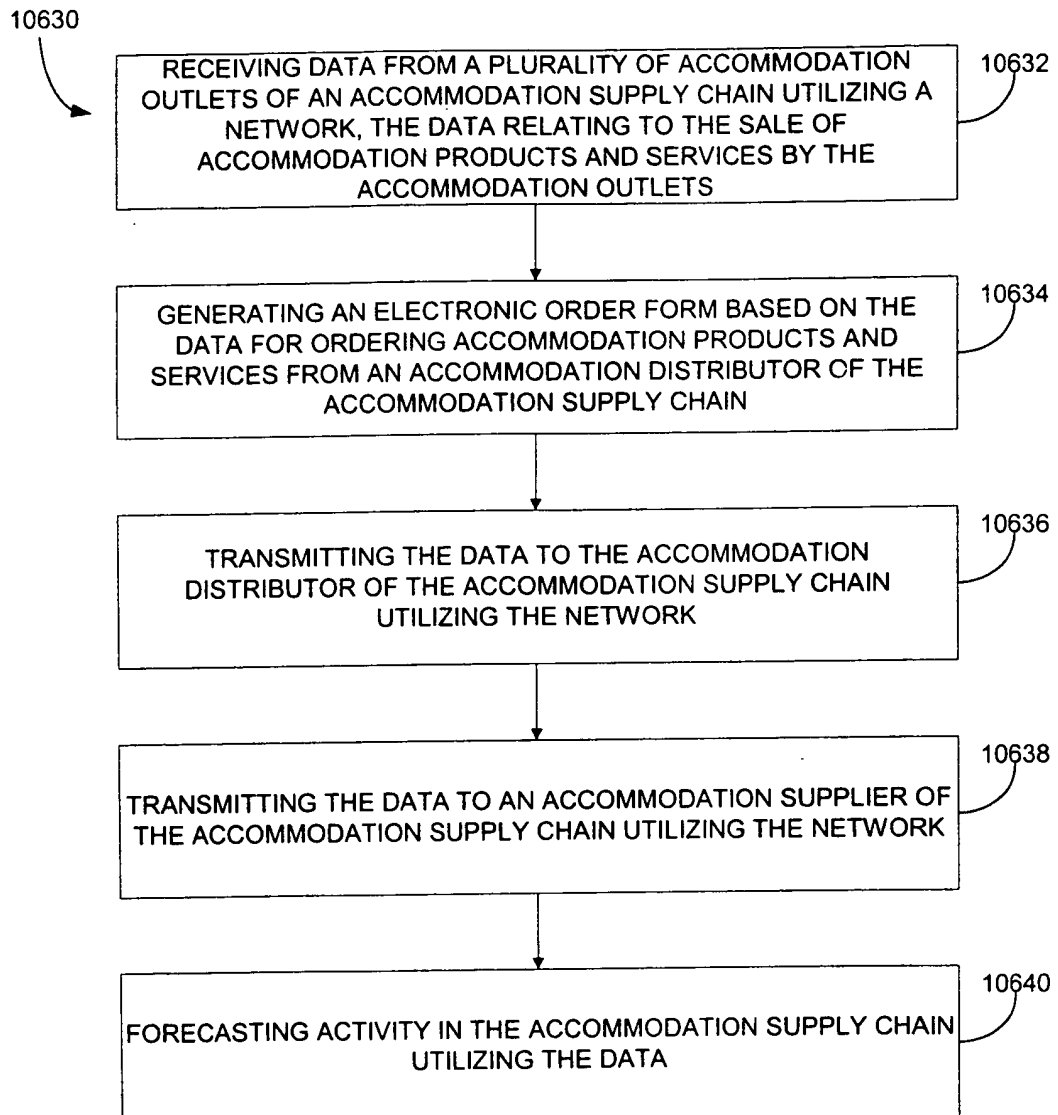 10630
RECEIVING DATA FROM A PLURALITY OF ACCOMMODATION
OUTLETS OF AN ACCOMMODATION SUPPLY CHAIN UTILIZING A
NETWORK, THE DATA RELATING TO THE SALE OF
ACCOMMODATION PRODUCTS AND SERVICES BY THE
ACCOMMODATION OUTLETS
10632
GENERATING AN ELECTRONIC ORDER FORM BASED ON THE
DATA FOR ORDERING ACCOMMODATION PRODUCTS AND
SERVICES FROM AN ACCOMMODATION DISTRIBUTOR OF THE
ACCOMMODATION SUPPLY CHAIN
10634
TRANSMITTING THE DATA TO THE ACCOMMODATION
DISTRIBUTOR OF THE ACCOMMODATION SUPPLY CHAIN
UTILIZING THE NETWORK
10636
TRANSMITTING THE DATA TO AN ACCOMMODATION SUPPLIER OF
THE ACCOMMODATION SUPPLY CHAIN UTILIZING THE NETWORK
10638
FORECASTING ACTIVITY IN THE ACCOMMODATION SUPPLY CHAIN
UTILIZING THE DATA
10640